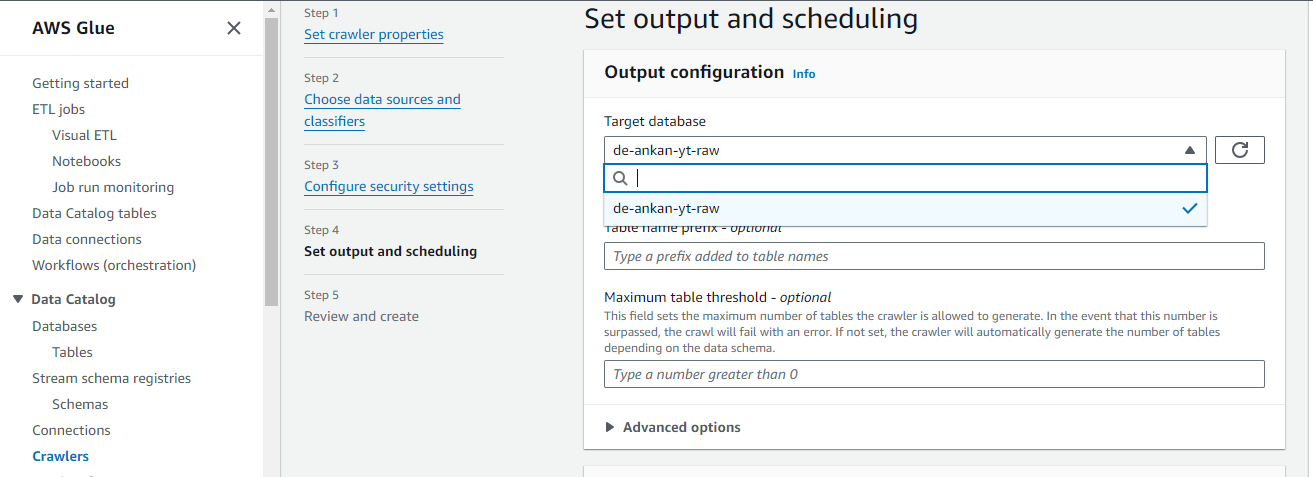 AWS Glue
Getting started
ETL jobs
Visual ETL
Notebooks
Job run monitoring
Data Catalog tables
Data connections
Workflows (orchestration)
Data Catalog
Databases
Tables
Stream schema registries
Schemas
Connections
Crawlers
Step 1
Set crawler properties
Step 2
Choose data sources and
classifiers
Step 3
Configure security settings
Step 4
Set output and scheduling
Step 5
Review and create
Set output and scheduling
Output configuration Info
Target database
de-ankan-yt-raw
de-ankan-yt-raw
Table name prefix - optional
Type a prefix added to table names
Maximum table threshold - optional
This field sets the maximum number of tables the crawler is allowed to generate. In the event that this number is
surpassed, the crawl will fail with an error. If not set, the crawler will automatically generate the number of tables
depending on the data schema.
Type a number greater than 0
Advanced options